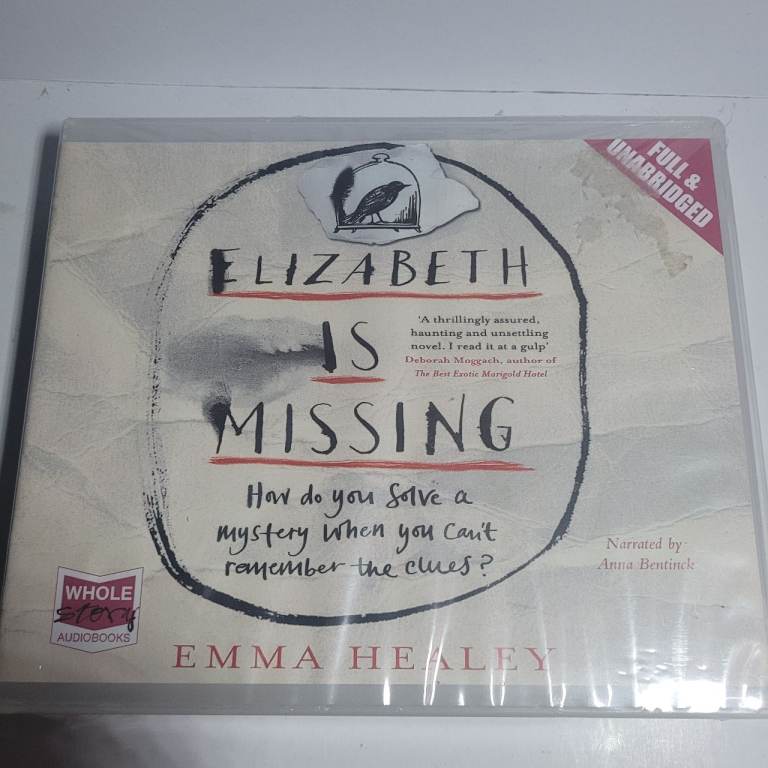 FULL &
UNABRIDGED
ELIZABETH
IS
MISSING
'A thrillingly assured,
haunting and unsettling
novel. I read it at a gulp'
Deborah Moggach, author of
The Best Exotic Marigold Hotel
How do you solve a
mystery when you can't
remember the clues?
Narrated by
Anna Bentinck
WHOLE
story
AUDIOBOOKS
EMMA HEALEY